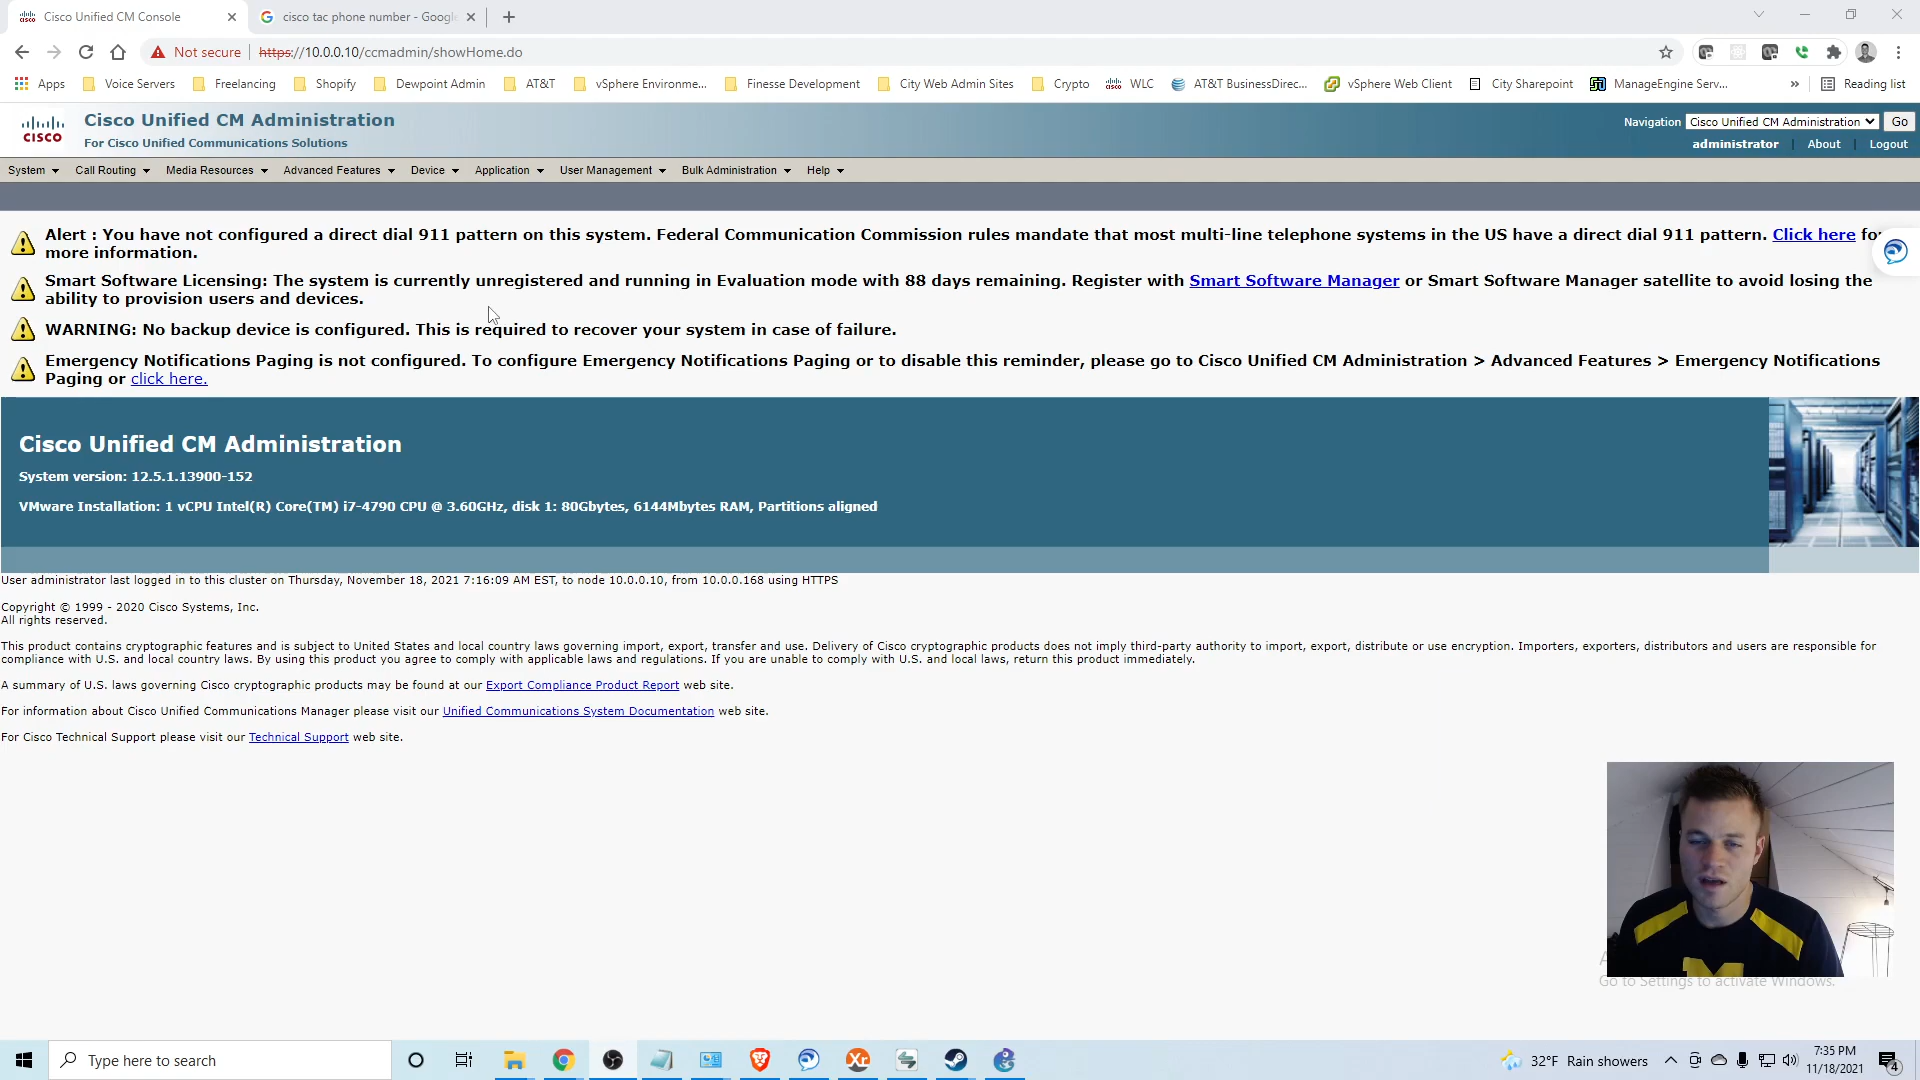 Cisco Unified CM Console
cisco tac phone number - Google
Not secure
https://10.0.0.10/ccmadmin/showHome.do
Apps
Voice Servers
Freelancing
Shopify
Dewpoint Admin
AT&T
vSphere Environme...
Finesse Development
City Web Admin Sites
Crypto
WLC
AT&T BusinessDirec...
vSphere Web Client
City Sharepoint
ManageEngine Serv...
»
Reading list
CISCO
Cisco Unified CM Administration
For Cisco Unified Communications Solutions
Navigation Cisco Unified CM Administration Go
administrator | About | Logout
System Call Routing Media Resources Advanced Features Device Application User Management Bulk Administration Help
Alert : You have not configured a direct dial 911 pattern on this system. Federal Communication Commission rules mandate that most multi-line telephone systems in the US have a direct dial 911 pattern. Click here for
more information.
Smart Software Licensing: The system is currently unregistered and running in Evaluation mode with 88 days remaining. Register with Smart Software Manager or Smart Software Manager satellite to avoid losing the
ability to provision users and devices.
WARNING: No backup device is configured. This is required to recover your system in case of failure.
Emergency Notifications Paging is not configured. To configure Emergency Notifications Paging or to disable this reminder, please go to Cisco Unified CM Administration > Advanced Features > Emergency Notifications
Paging or click here.
Cisco Unified CM Administration
System version: 12.5.1.13900-152
VMware Installation: 1 vCPU Intel(R) Core(TM) i7-4790 CPU @ 3.60GHz, disk 1: 80Gbytes, 6144Mbytes RAM, Partitions aligned
User administrator last logged in to this cluster on Thursday, November 18, 2021 7:16:09 AM EST, to node 10.0.0.10, from 10.0.0.168 using HTTPS
Copyright © 1999 - 2020 Cisco Systems, Inc.
All rights reserved.
This product contains cryptographic features and is subject to United States and local country laws governing import, export, transfer and use. Delivery of Cisco cryptographic products does not imply third-party authority to import, export, distribute or use encryption. Importers, exporters, distributors and users are responsible for
compliance with U.S. and local country laws. By using this product you agree to comply with applicable laws and regulations. If you are unable to comply with U.S. and local laws, return this product immediately.
A summary of U.S. laws governing Cisco cryptographic products may be found at our Export Compliance Product Report web site.
For information about Cisco Unified Communications Manager please visit our Unified Communications System Documentation web site.
For Cisco Technical Support please visit our Technical Support web site.
Go to Settings to activate Windows.
Type here to search
32°F Rain showers
7:35 PM
11/18/2021
4